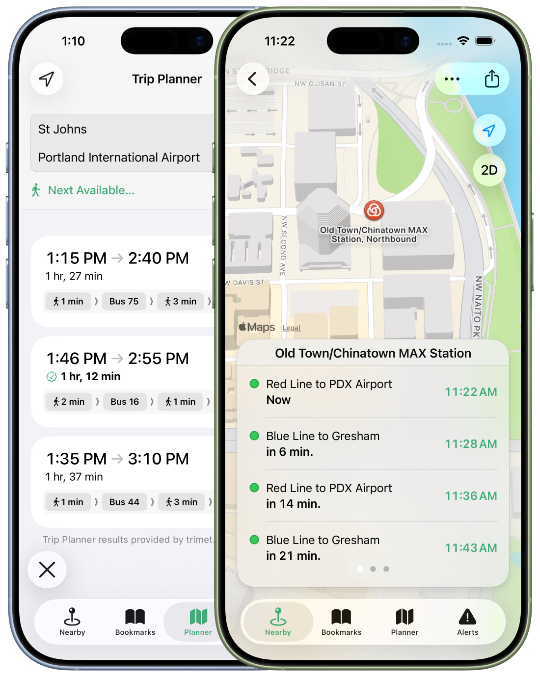 1:10
Trip Planner
St Johns
Portland International Airport
Next Available...
1:15 PM → 2:40 PM
1 hr, 27 min
1 min
Bus 75
3 min
1:46 PM → 2:55 PM
1 hr, 12 min
2 min
Bus 16
1 min
1:35 PM → 3:10 PM
1 hr, 37 min
1 min
Bus 44
3 min
Trip Planner results provided by trimet.
Nearby
Bookmarks
Planner
11:22
NW GLISAN ST
2D
Old Town/Chinatown MAX
Station, Northbound
NW SECOND AVE
W DAVIS ST
NW NAITO PK
Maps
Legal
Old Town/Chinatown MAX Station
Red Line to PDX Airport
Now
11:22 AM
Blue Line to Gresham
in 6 min.
11:28 AM
Red Line to PDX Airport
in 14 min.
11:36 AM
Blue Line to Gresham
in 21 min.
11:43 AM
Nearby
Bookmarks
Planner
Alerts